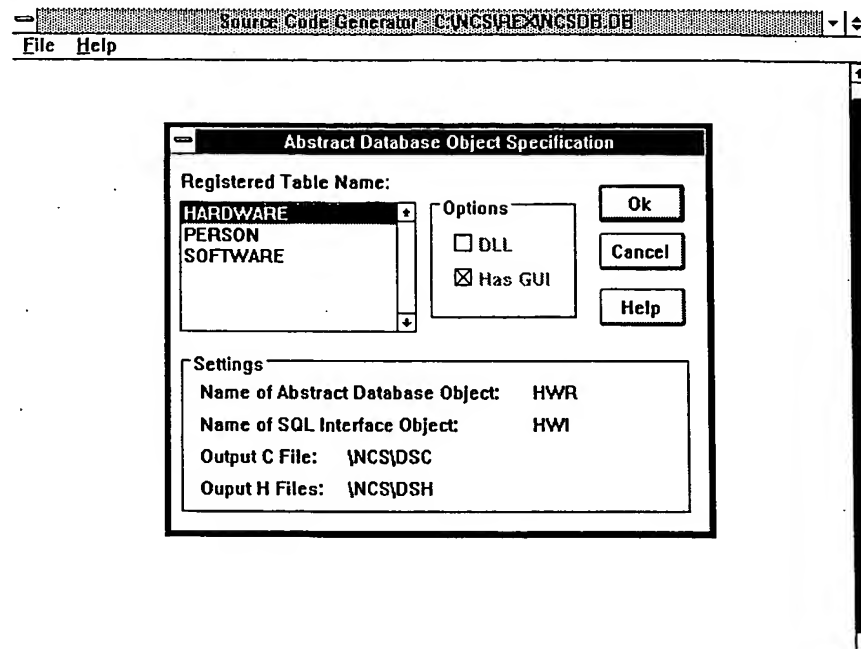 Source Code Generator - C:\NCS\REX\NCSDB.DB
File Help
Abstract Database Object Specification
Registered Table Name:
HARDWARE
PERSON
SOFTWARE
Options
DLL
Has GUI
Ok
Cancel
Help
Settings
Name of Abstract Database Object: HWR
Name of SQL Interface Object: HWI
Output C File: \NCS\DSC
Ouput H Files: \NCS\DSH